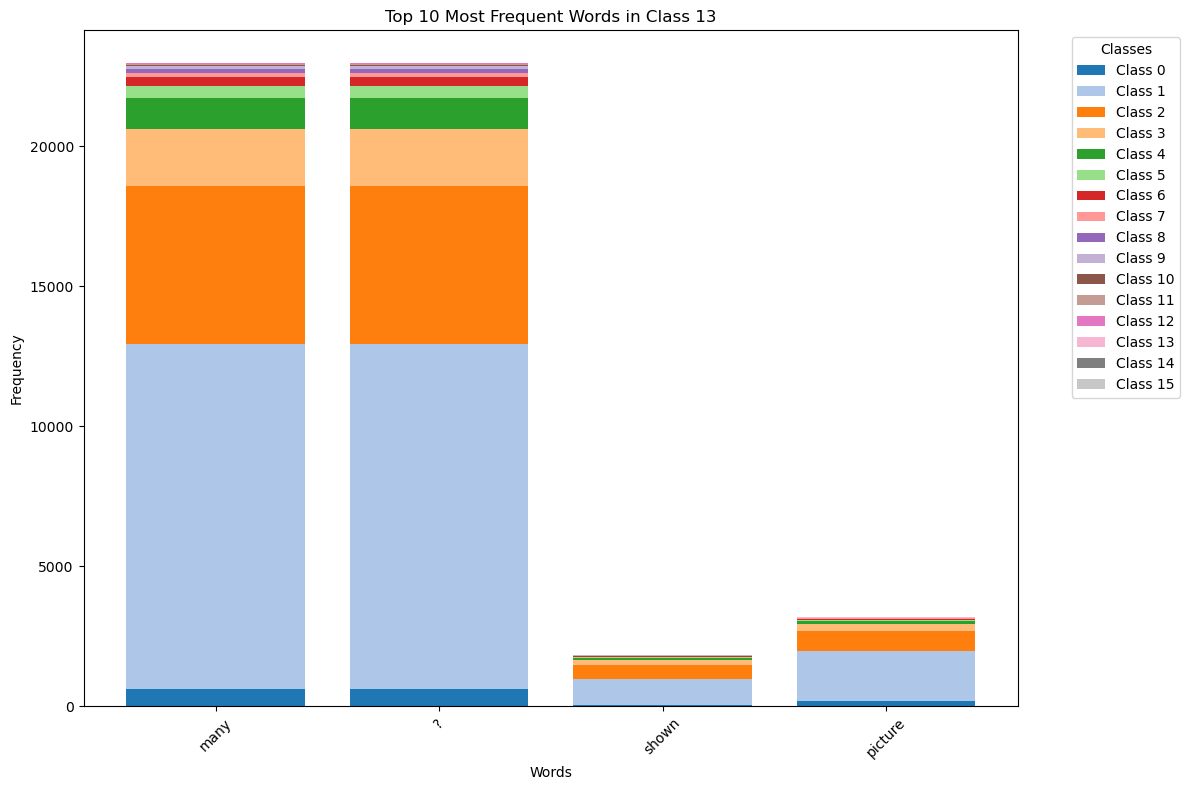 Top 10 Most Frequent Words in Class 13
Frequency
20000
15000
10000
5000
0
many
?
shown
picture
Words
Classes
Class 0
Class 1
Class 2
Class 3
Class 4
Class 5
Class 6
Class 7
Class 8
Class 9
Class 10
Class 11
Class 12
Class 13
Class 14
Class 15